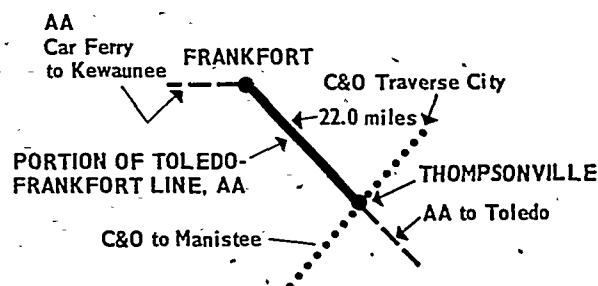 AA
Car Ferry
to Kewaunee
FRANKFORT
C&O Traverse City
22.0 miles
PORTION OF TOLEDO-
FRANKFORT LINE, AA
THOMPSONVILLE
AA to Toledo
C&O to Manistee